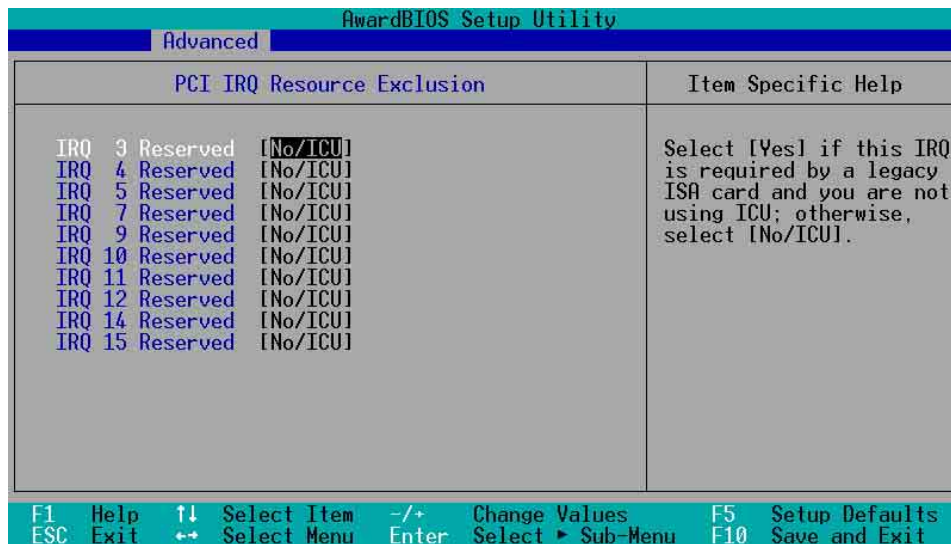 AwardBIOS Setup Utility
Advanced
PCI IRQ Resource Exclusion
Item Specific Help
IRQ 3 Reserved [No/ICU]
IRQ 4 Reserved [No/ICU]
IRQ 5 Reserved [No/ICU]
IRQ 7 Reserved [No/ICU]
IRQ 9 Reserved [No/ICU]
IRQ 10 Reserved [No/ICU]
IRQ 11 Reserved [No/ICU]
IRQ 12 Reserved [No/ICU]
IRQ 14 Reserved [No/ICU]
IRQ 15 Reserved [No/ICU]
Select [Yes] if this IRQ
is required by a legacy
ISA card and you are not
using ICU; otherwise,
select [No/ICU].
F1 Help ↑↓ Select Item -/+ Change Values F5 Setup Defaults
ESC Exit ←→ Select Menu Enter Select ► Sub-Menu F10 Save and Exit